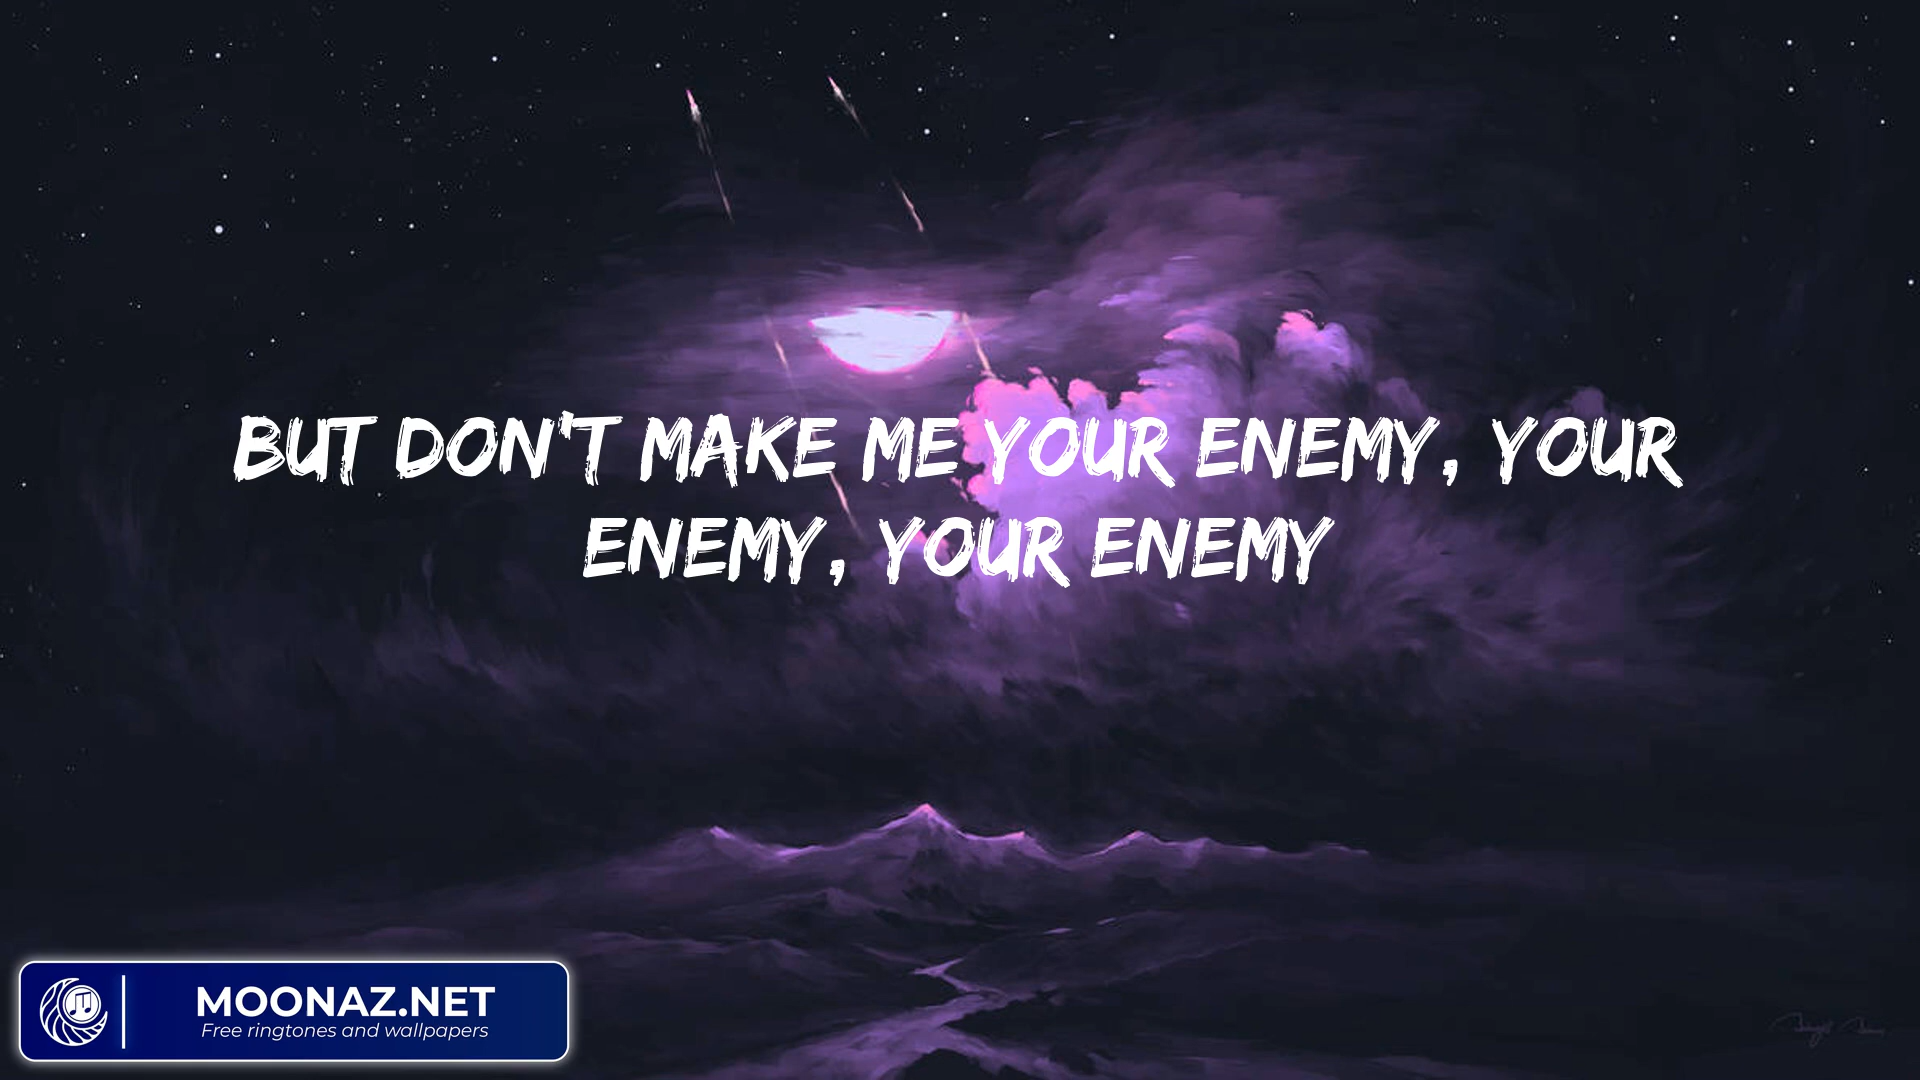 BUT DON'T MAKE ME YOUR ENEMY, YOUR
ENEMY, YOUR ENEMY
MOONAZ.NET
Free ringtones and wallpapers